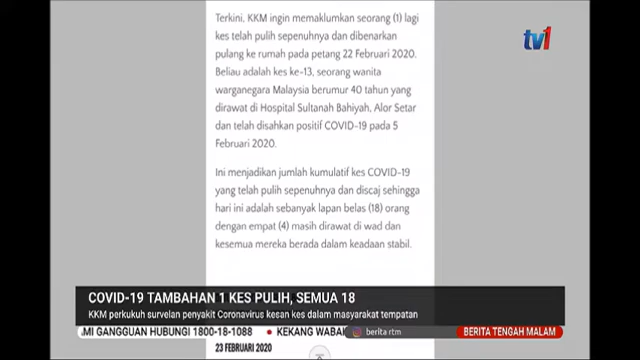 Terkini, KKM ingin memaklumkan seorang (1) lagi
kes telah pulih sepenuhnya dan dibenarkan
pulang ke rumah pada petang 22 Februari 2020.
Beliau adalah kes ke-13, seorang wanita
warganegara Malaysia berumur 40 tahun yang
dirawat di Hospital Sultanah Bahiyah, Alor Setar
dan telah disahkan positif COVID-19 pada 5
Februari 2020.
Ini menjadikan jumlah kumulatif kes COVID-19
yang telah pulih sepenuhnya dan discaj sehingga
hari ini adalah sebanyak lapan belas (18) orang
dengan empat (4) masih dirawat di wad dan
kesemua mereka berada dalam keadaan stabil.
tv1
COVID-19 TAMBAHAN 1 KES PULIH, SEMUA 18
KKM perkukuh survelan penyakit Coronavirus kesan kes dalam masyarakat tempatan
MI GANGGUAN HUBUNGI 1800-18-1088 • KEKANG WABA
berita rtm
BERITA TENGAH MALAM
23 FEBRUARI 2020